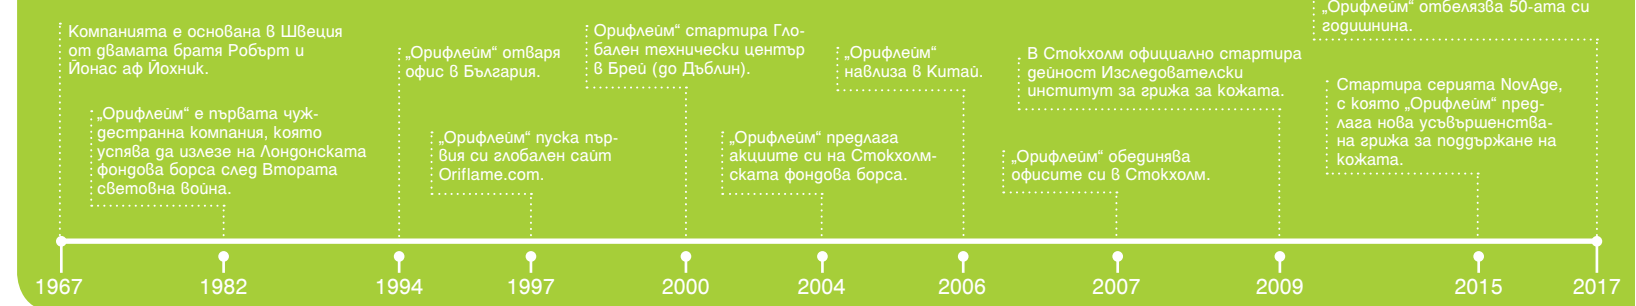 Компанията е основана в Швеция
от двамата братя Робърт и
Йонас аф Йохник.
„Орифлейм“ е първата чуж-
дестранна компания, която
успява да излезе на Лондонската
фондова борса след Втората
световна война.
„Орифлейм“ отваря
офис в България.
„Орифлейм“ пуска пър-
вия си глобален сайт
Oriflame.com.
„Орифлейм“ стартира Гло-
бален технически център
в Брей (до Дъблин).
„Орифлейм“ предлага
акциите си на Стокхолм-
ската фондова борса.
„Орифлейм“
навлиза в Китай.
„Орифлейм“ обединява
офисите си в Стокхолм.
В Стокхолм официално стартира
дейност Изследователски
институт за грижа за кожата.
Стартира серията NovAge,
с която „Орифлейм“ пред-
лага нова усъвършенства-
на грижа за поддържане на
кожата.
„Орифлейм“ отбелязва 50-ата си
годишнина.
1967
1982
1994
1997
2000
2004
2006
2007
2009
2015
2017